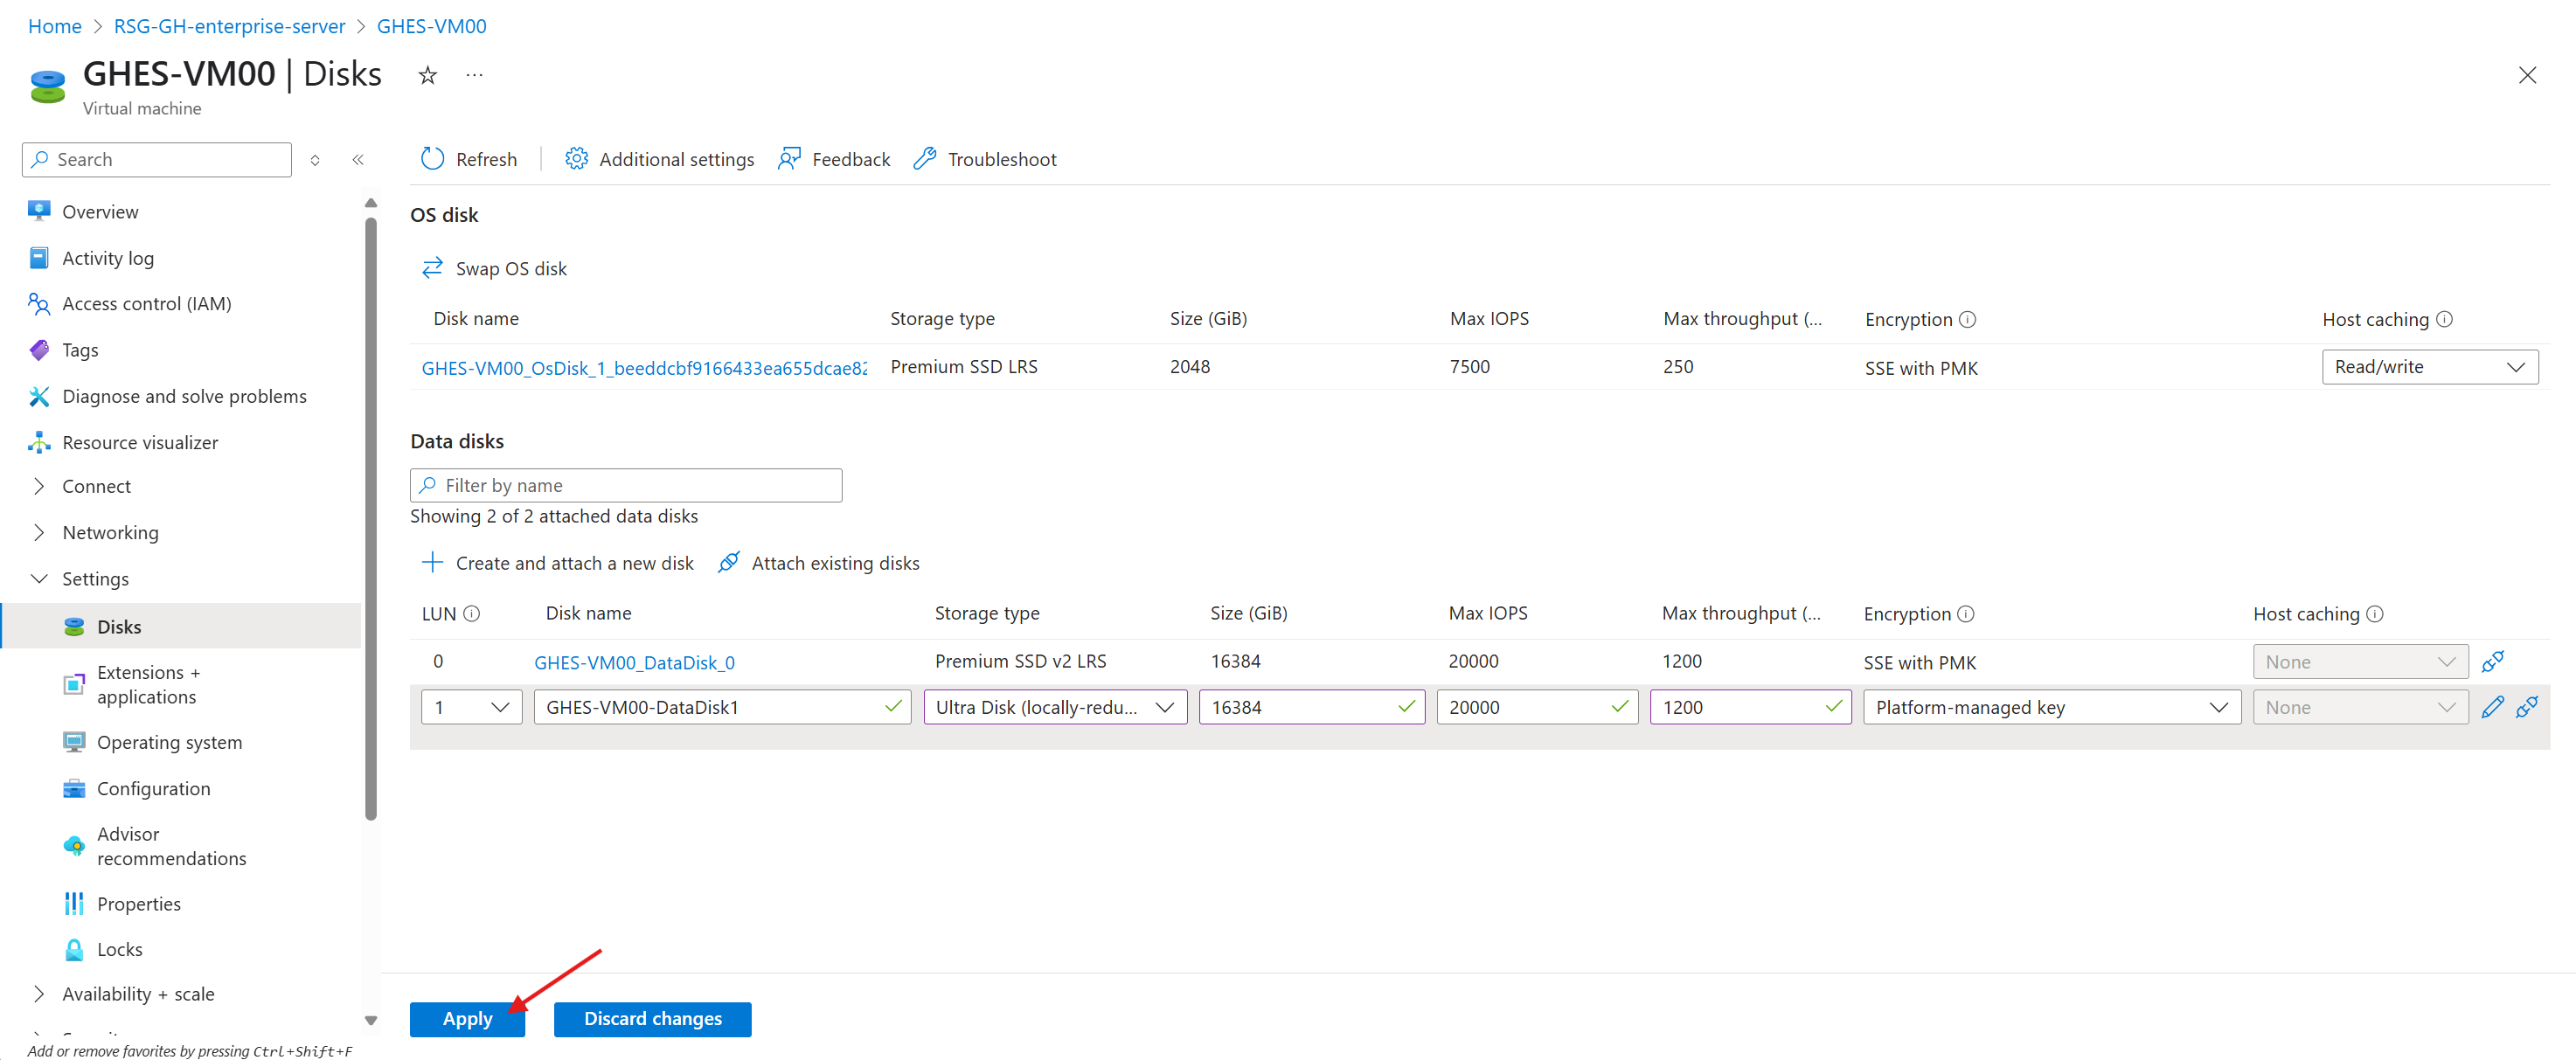 Home > RSG-GH-enterprise-server > GHES-VM00
GHES-VM00 | Disks
Virtual machine
Search
Overview
Activity log
Access control (IAM)
Tags
Diagnose and solve problems
Resource visualizer
Connect
Networking
Settings
Disks
Extensions +
applications
Operating system
Configuration
Advisor
recommendations
Properties
Locks
Availability + scale
Add or remove favorites by pressing Ctrl+Shift+F
Refresh Additional settings Feedback Troubleshoot
OS disk
Swap OS disk
Disk name Storage type Size (GiB) Max IOPS Max throughput (... Encryption Host caching
GHES-VM00_OsDisk_1_beeddcbf9166433ea655dcae82 Premium SSD LRS 2048 7500 250 SSE with PMK Read/write
Data disks
Filter by name
Showing 2 of 2 attached data disks
Create and attach a new disk Attach existing disks
LUN Disk name Storage type Size (GiB) Max IOPS Max throughput (... Encryption Host caching
0 GHES-VM00_DataDisk_0 Premium SSD v2 LRS 16384 20000 1200 SSE with PMK None
1 GHES-VM00-DataDisk1 Ultra Disk (locally-redu... 16384 20000 1200 Platform-managed key None
Apply Discard changes